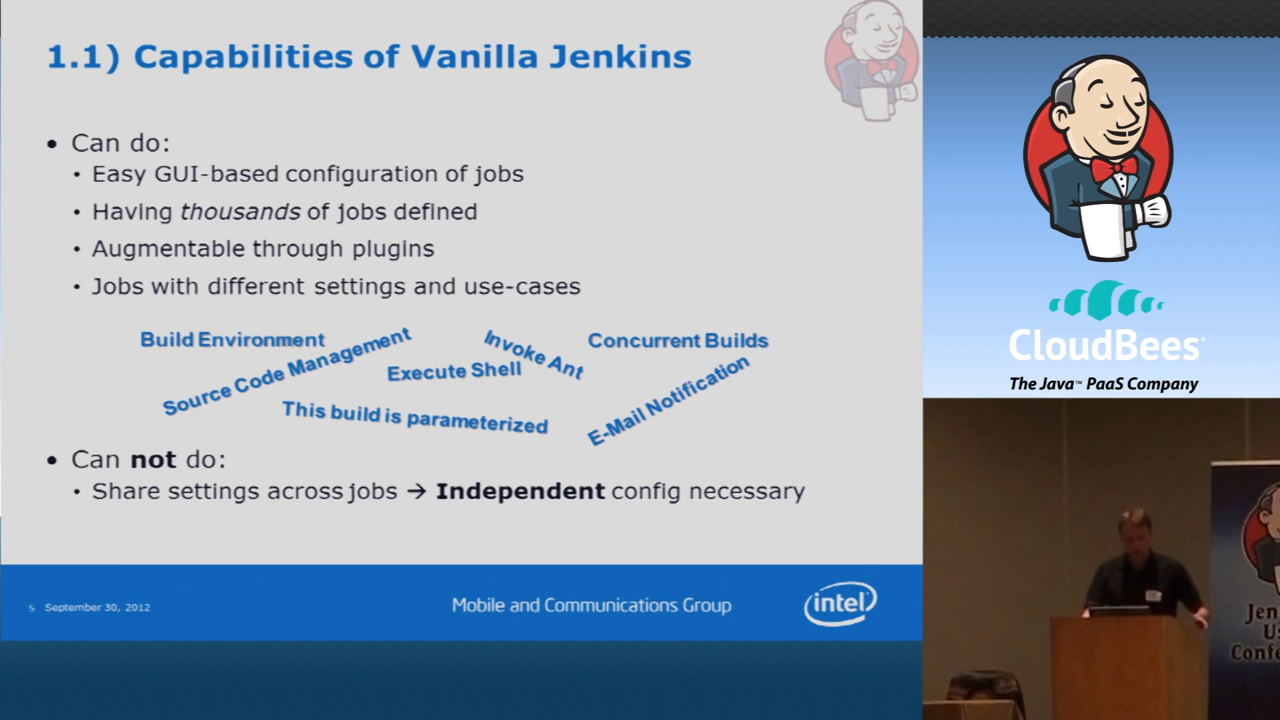 1.1) Capabilities of Vanilla Jenkins
• Can do:
• Easy GUI-based configuration of jobs
• Having thousands of jobs defined
• Augmentable through plugins
• Jobs with different settings and use-cases
Build Environment
Source Code Management
Invoke Ant
Concurrent Builds
Execute Shell
This build is parameterized
E-Mail Notification
• Can not do:
• Share settings across jobs → Independent config necessary
5 September 30, 2012
Mobile and Communications Group
intel
CloudBees
The Java™ PaaS Company